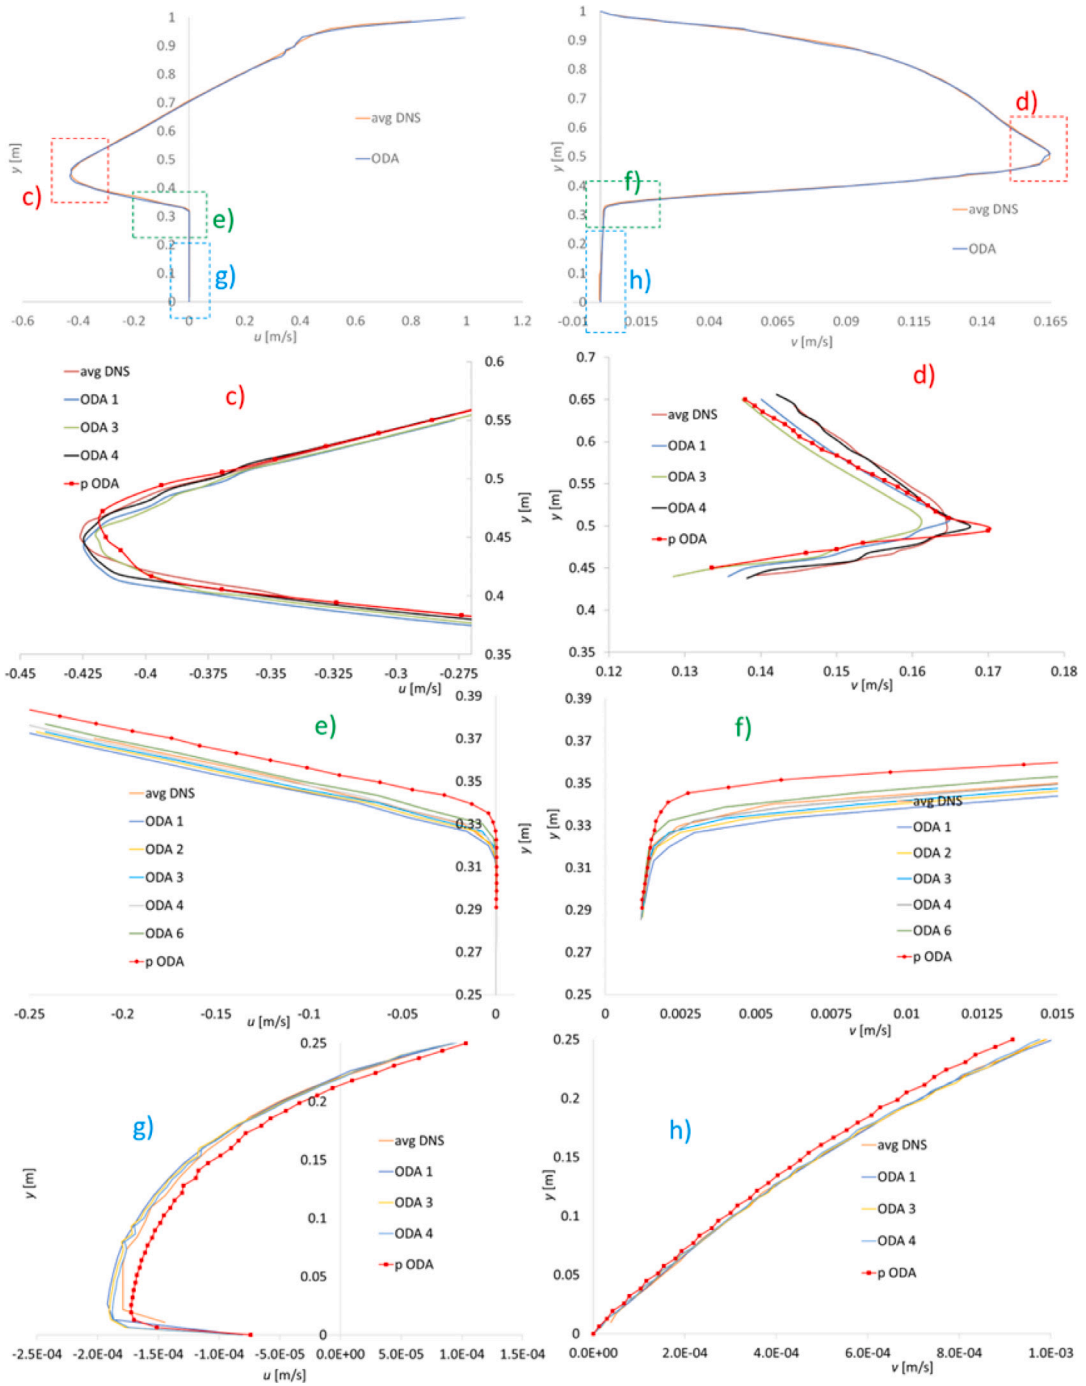 1
0.9
0.8
0.7
0.6
0.5
0.4
0.3
0.2
0.1
0
y [m]
avg DNS
ODA
c)
e)
g)
-0.6 -0.4 -0.2 0 0.2 0.4 0.6 0.8 1 1.2
u [m/s]
1
0.9
0.8
0.7
0.6
0.5
0.4
0.3
0.2
0.1
0
y [m]
d)
f)
h)
avg DNS
ODA
-0.01 0.015 0.04 0.065 0.09 0.115 0.14 0.165
v [m/s]
avg DNS
ODA 1
ODA 3
ODA 4
p ODA
c)
0.6
0.55
0.5
0.45
0.4
0.35
y [m]
-0.45 -0.425 -0.4 -0.375 -0.35 -0.325 -0.3 -0.275
u [m/s]
0.7
0.65
0.6
0.55
0.5
0.45
0.4
0.35
y [m]
d)
avg DNS
ODA 1
ODA 3
ODA 4
p ODA
0.12 0.13 0.14 0.15 0.16 0.17 0.18
v [m/s]
e)
0.39
0.37
0.35
0.33
0.31
0.29
0.27
0.25
y [m]
avg DNS
ODA 1
ODA 2
ODA 3
ODA 4
ODA 6
p ODA
-0.25 -0.2 -0.15 -0.1 -0.05 0
u [m/s]
f)
0.39
0.37
0.35
0.33
0.31
0.29
0.27
0.25
y [m]
avg DNS
ODA 1
ODA 2
ODA 3
ODA 4
ODA 6
p ODA
0 0.0025 0.005 0.0075 0.01 0.0125 0.015
v [m/s]
0.25
0.2
0.15
0.1
0.05
0
y [m]
g)
avg DNS
ODA 1
ODA 3
ODA 4
p ODA
-2.5E-04 -2.0E-04 -1.5E-04 -1.0E-04 -5.0E-05 0.0E+00 5.0E-05 1.0E-04 1.5E-04
u [m/s]
0.25
0.2
0.15
0.1
0.05
0
y [m]
h)
avg DNS
ODA 1
ODA 3
ODA 4
p ODA
0.0E+00 2.0E-04 4.0E-04 6.0E-04 8.0E-04 1.0E-03
v [m/s]